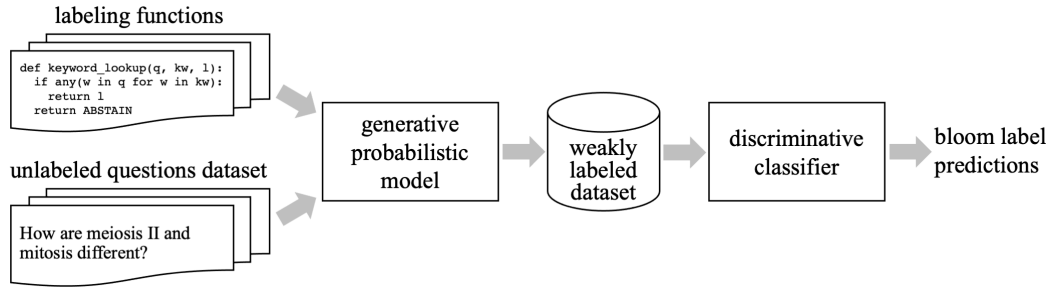 labeling functions
def keyword_lookup(q, kw, l):
if any(w in q for w in kw):
return l
return ABSTAIN
unlabeled questions dataset
How are meiosis II and
mitosis different?
generative
probabilistic
model
weakly
labeled
dataset
discriminative
classifier
bloom label
predictions